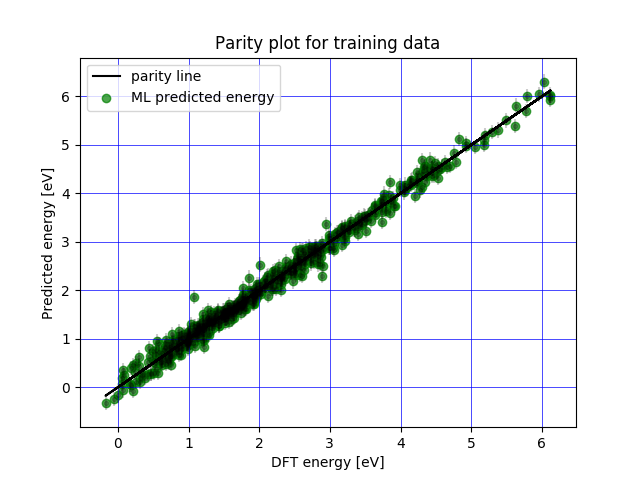 Parity plot for training data
parity line
ML predicted energy
Predicted energy [eV]
6
5
4
3
2
1
0
0 1 2 3 4 5 6
DFT energy [eV]